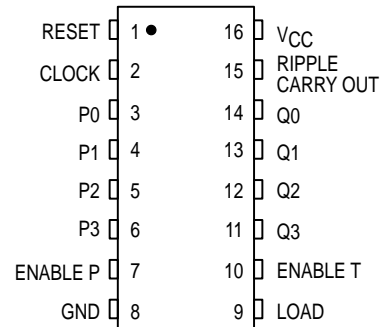 RESET 1 16 VCC
CLOCK 2 15 RIPPLE CARRY OUT
P0 3 14 Q0
P1 4 13 Q1
P2 5 12 Q2
P3 6 11 Q3
ENABLE P 7 10 ENABLE T
GND 8 9 LOAD